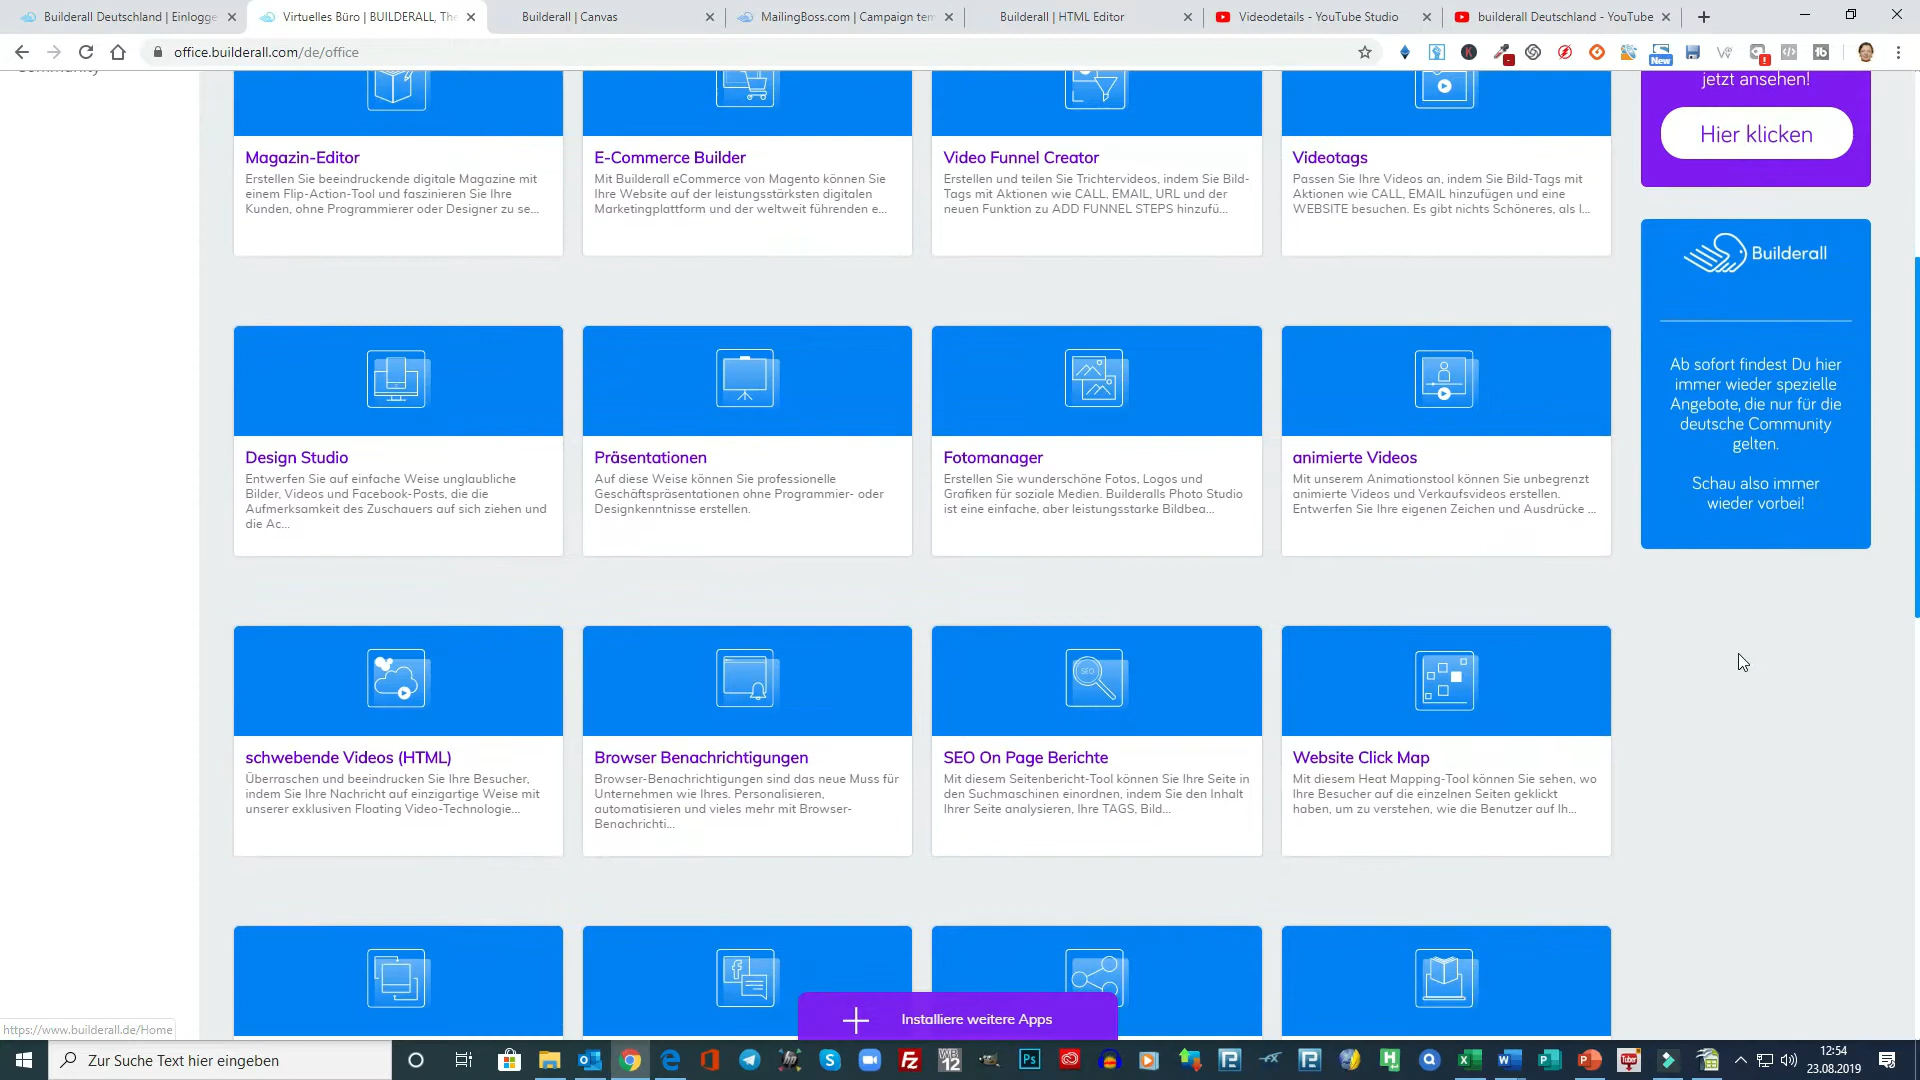 Builderall Deutschland | Einlogge
Virtuelles Büro | BUILDERALL, The
Builderall | Canvas
MailingBoss.com | Campaign tem
Builderall | HTML Editor
Videodetails - YouTube Studio
builderall Deutschland - YouTube
office.builderall.com/de/office
New
jetzt ansehen!
Hier klicken
Magazin-Editor
Erstellen Sie beeindruckende digitale Magazine mit
einem Flip-Action-Tool und faszinieren Sie Ihre
Kunden, ohne Programmierer oder Designer zu se...
E-Commerce Builder
Mit Builderall eCommerce von Magento können Sie
Ihre Website auf der leistungsstärksten digitalen
Marketingplattform und der weltweit führenden e...
Video Funnel Creator
Erstellen und teilen Sie Trichtervideos, indem Sie Bild-
Tags mit Aktionen wie CALL, EMAIL, URL und der
neuen Funktion zu ADD FUNNEL STEPS hinzufü...
Videotags
Passen Sie Ihre Videos an, indem Sie Bild-Tags mit
Aktionen wie CALL, EMAIL hinzufügen und eine
WEBSITE besuchen. Es gibt nichts Schöneres, als I...
Builderall
Ab sofort findest Du hier
immer wieder spezielle
Angebote, die nur für die
deutsche Community
gelten.
Schau also immer
wieder vorbei!
Design Studio
Entwerfen Sie auf einfache Weise unglaubliche
Bilder, Videos und Facebook-Posts, die die
Aufmerksamkeit des Zuschauers auf sich ziehen und
die Ac...
Präsentationen
Auf diese Weise können Sie professionelle
Geschäftspräsentationen ohne Programmier- oder
Designkenntnisse erstellen.
Fotomanager
Erstellen Sie wunderschöne Fotos, Logos und
Grafiken für soziale Medien. Builderalls Photo Studio
ist eine einfache, aber leistungsstarke Bildbea...
animierte Videos
Mit unserem Animationstool können Sie unbegrenzt
animierte Videos und Verkaufsvideos erstellen.
Entwerfen Sie Ihre eigenen Zeichen und Ausdrücke ...
SEO
schwebende Videos (HTML)
Überraschen und beeindrucken Sie Ihre Besucher,
indem Sie Ihre Nachricht auf einzigartige Weise mit
unserer exklusiven Floating Video-Technologie...
Browser Benachrichtigungen
Browser-Benachrichtigungen sind das neue Muss für
Unternehmen wie Ihres. Personalisieren,
automatisieren und vieles mehr mit Browser-
Benachrichti...
SEO On Page Berichte
Mit diesem Seitenbericht-Tool können Sie Ihre Seite in
den Suchmaschinen einordnen, indem Sie den Inhalt
Ihrer Seite analysieren, Ihre TAGS, Bild...
Website Click Map
Mit diesem Heat Mapping-Tool können Sie sehen, wo
Ihre Besucher auf die einzelnen Seiten geklickt
haben, um zu verstehen, wie die Benutzer auf Ih...
Installiere weitere Apps
https://www.builderall.de/Home
Zur Suche Text hier eingeben
12:54
23.08.2019